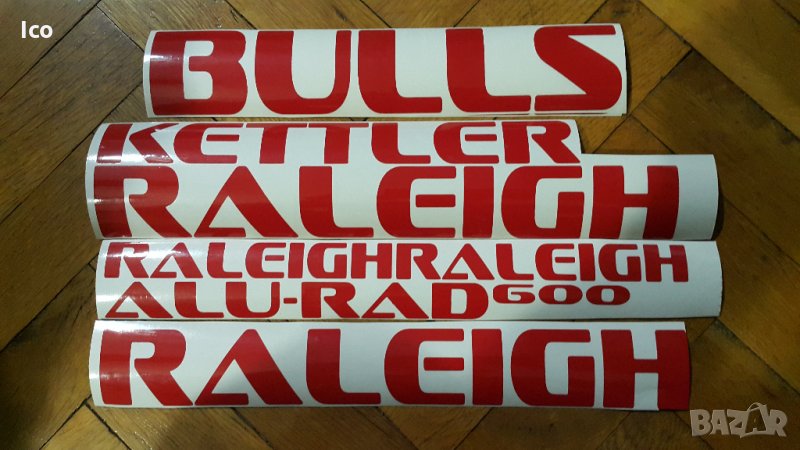 Ico
BULLS
KETTLER
RALEIGH
RALEIGHRALEIGH
ALU-RAD600
RALEIGH
BAZAR